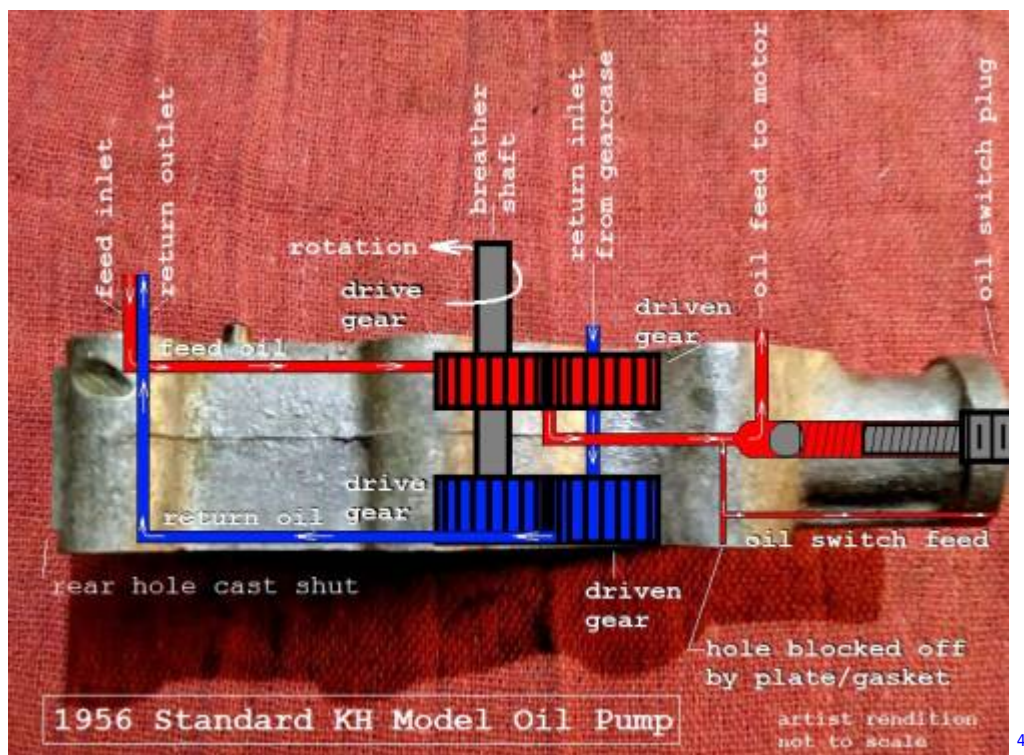 feed inlet
return outlet
breather
shaft
return inlet
from gearcase
oil feed to motor
oil switch plug
rotation
drive
gear
driven
gear
feed oil
drive
gear
return oil
oil switch feed
rear hole cast shut
driven
gear
hole blocked off
by plate/gasket
1956 Standard KH Model Oil Pump
artist rendition
not to scale
4